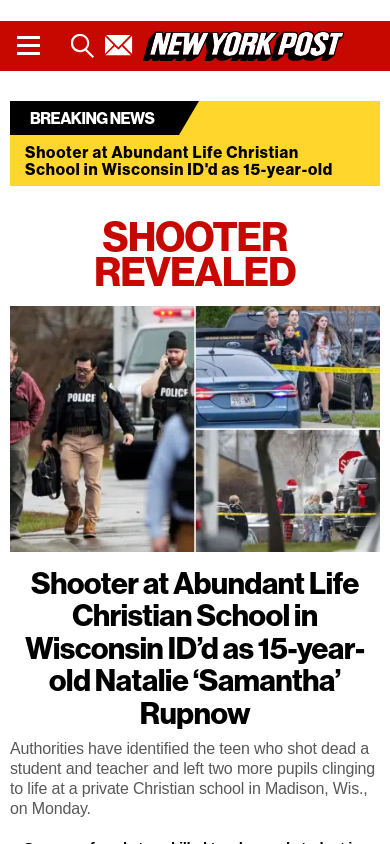 NEW YORK POST
BREAKING NEWS
Shooter at Abundant Life Christian
School in Wisconsin ID'd as 15-year-old
SHOOTER
REVEALED
POLICE
POLICE
Shooter at Abundant Life
Christian School in
Wisconsin ID’d as 15-year-
old Natalie ‘Samantha’
Rupnow
Authorities have identified the teen who shot dead a
student and teacher and left two more pupils clinging
to life at a private Christian school in Madison, Wis.,
on Monday.